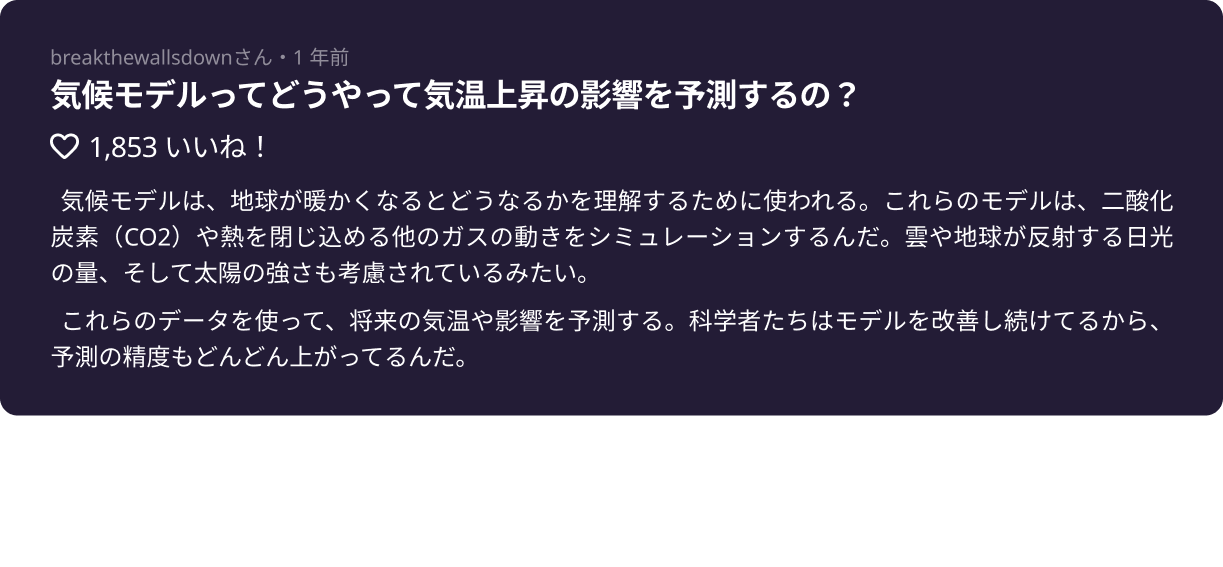 breakthewallsdownさん・1 年前
気候モデルってどうやって気温上昇の影響を予測するの？
1,853 いいね！
気候モデルは、地球が暖かくなるとどうなるかを理解するために使われる。これらのモデルは、二酸化
炭素（CO2）や熱を閉じ込める他のガスの動きをシミュレーションするんだ。雲や地球が反射する日光
の量、そして太陽の強さも考慮されているみたい。
これらのデータを使って、将来の気温や影響を予測する。科学者たちはモデルを改善し続けてるから、
予測の精度もどんどん上がってるんだ。